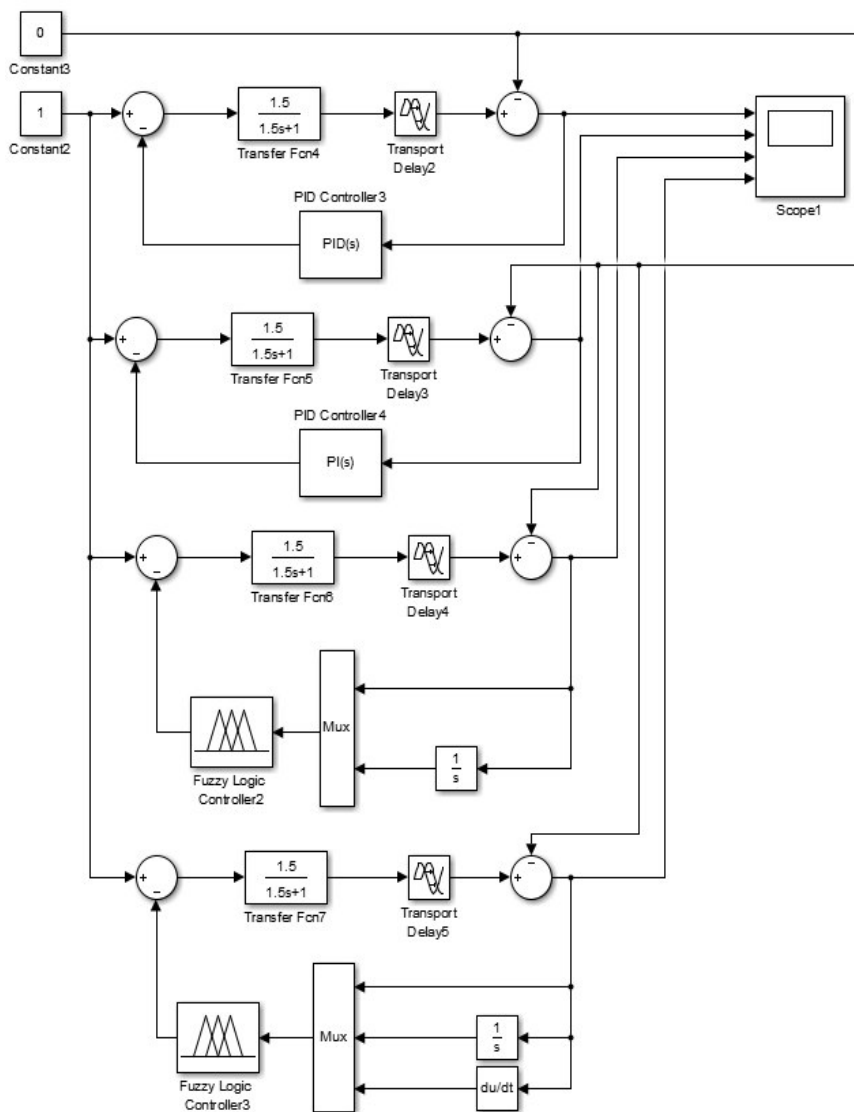 0
Constant3
1
Constant2
+
−
1.5
1.5s+1
Transfer Fcn4
Transport
Delay2
−
+
Scope1
PID Controller3
PID(s)
+
−
1.5
1.5s+1
Transfer Fcn5
Transport
Delay3
−
+
PID Controller4
PI(s)
+
−
1.5
1.5s+1
Transfer Fcn6
Transport
Delay4
−
+
Fuzzy Logic
Controller2
Mux
1
s
+
−
1.5
1.5s+1
Transfer Fcn7
Transport
Delay5
−
+
Fuzzy Logic
Controller3
Mux
1
s
du/dt